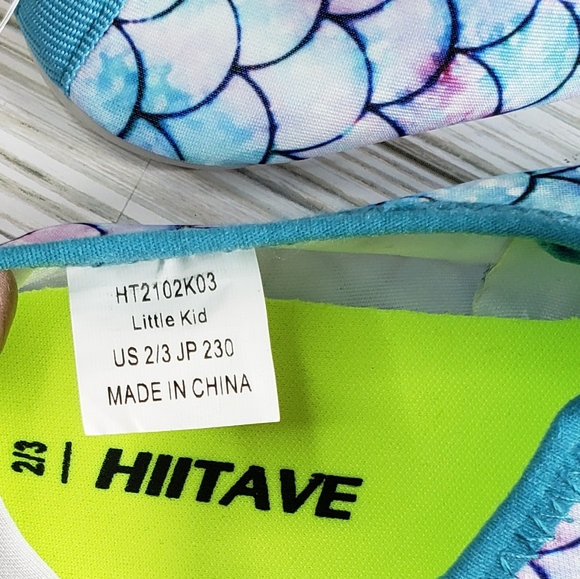 HT2102K03
Little Kid
US 2/3 JP 230
MADE IN CHINA
2/3 | HIITAVE